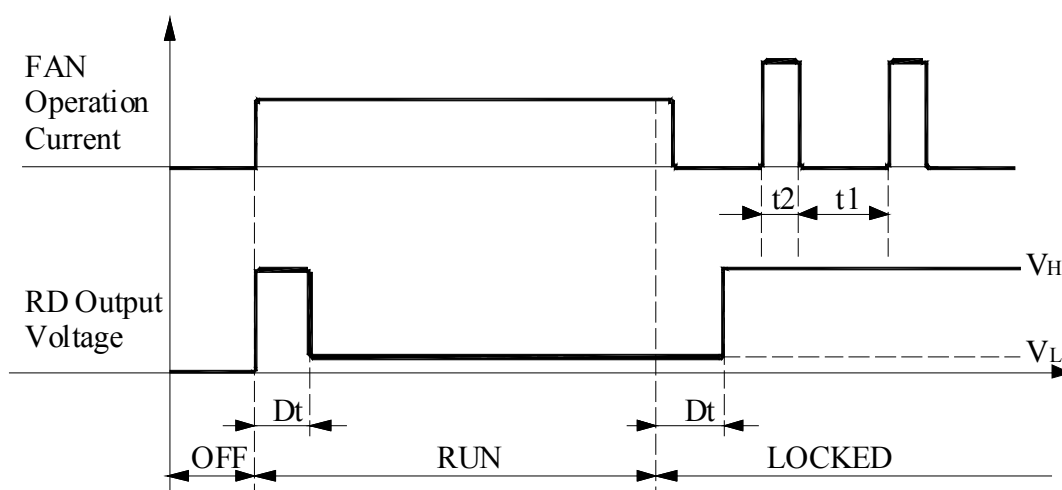 FAN
Operation
Current
t2
t1
VH
RD Output
Voltage
VL
Dt
Dt
OFF
RUN
LOCKED